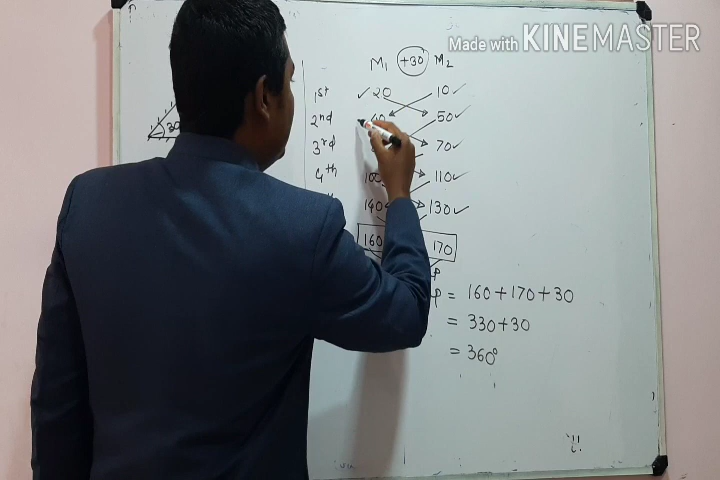 Made with KINEMASTER
M1 +30° M2
1st ✓20 10✓
2nd 40 50✓
3rd 70✓
30 4th 100 110✓
140 130✓
160 170
φ = 160+170+30
= 330+30
= 360°